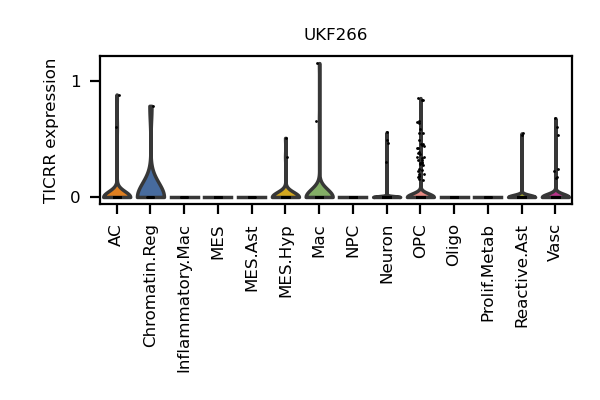 UKF266
TICRR expression
1
0
AC
Chromatin.Reg
Inflammatory.Mac
MES
MES.Ast
MES.Hyp
Mac
NPC
Neuron
OPC
Oligo
Prolif.Metab
Reactive.Ast
Vasc